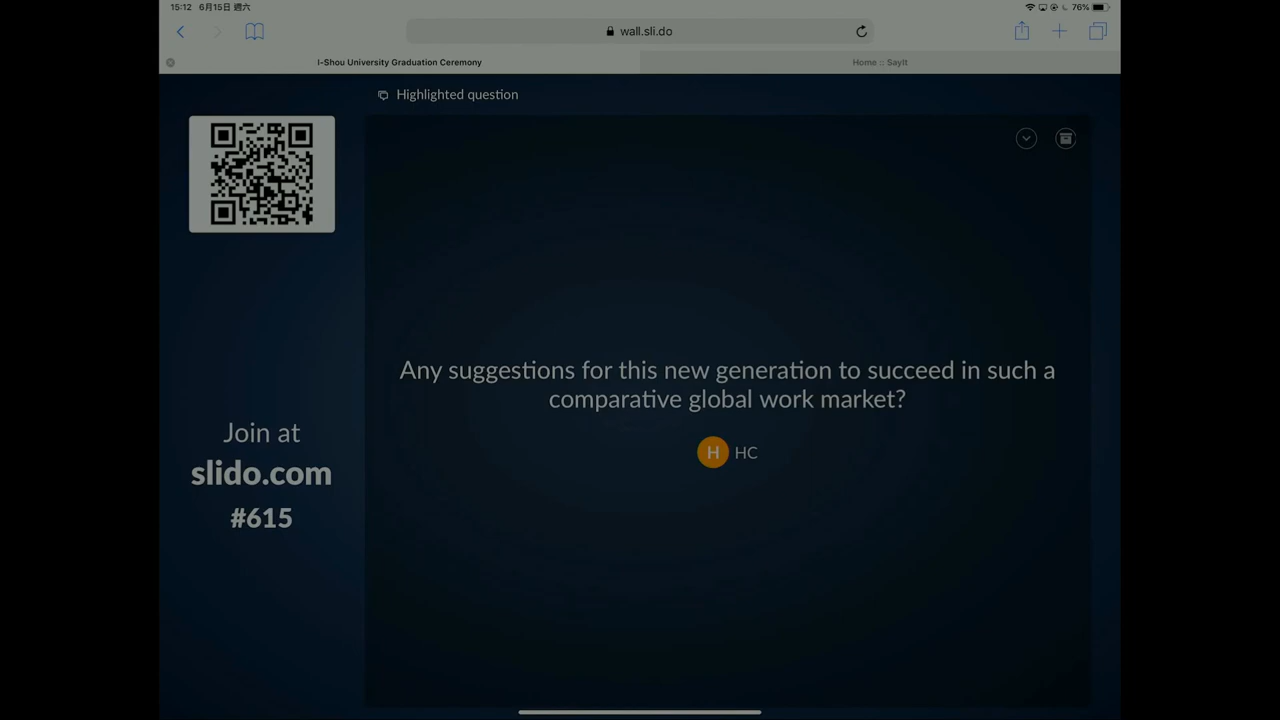 15:12 6月15日 週六
76%
wall.sli.do
I-Shou University Graduation Ceremony
Home :: SayIt
Highlighted question
Any suggestions for this new generation to succeed in such a
comparative global work market?
H HC
Join at
slido.com
#615